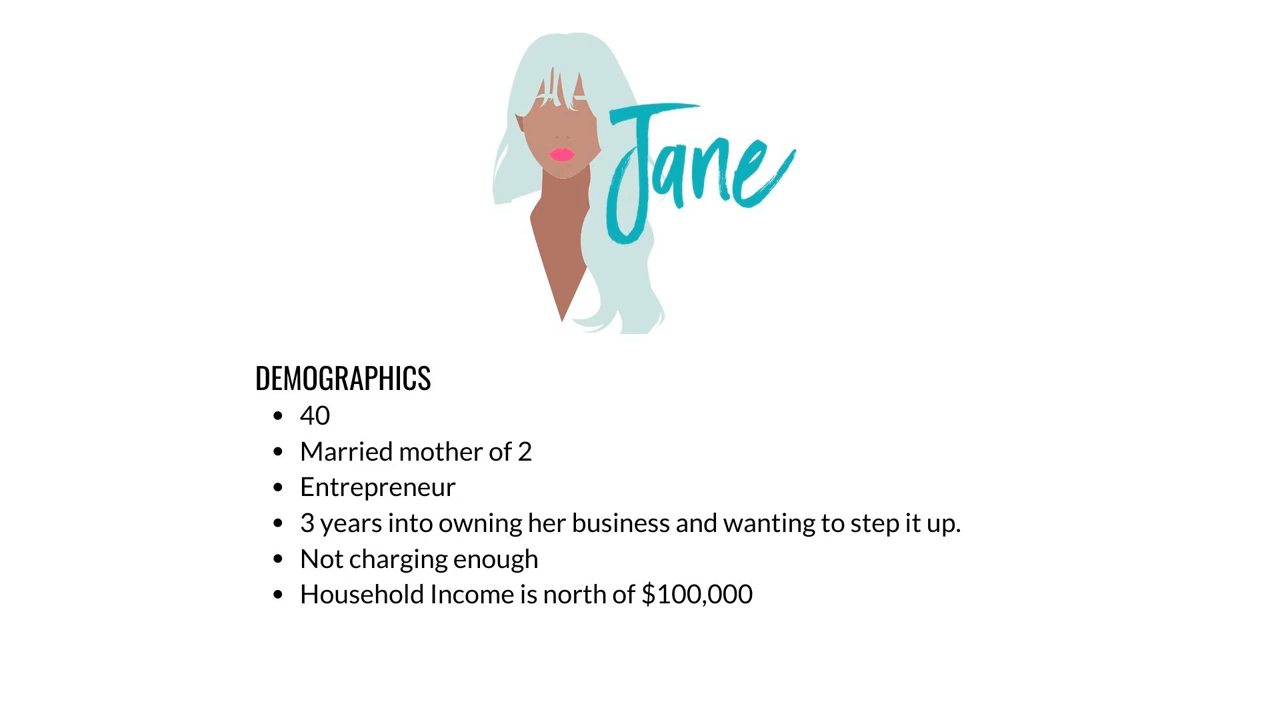 Jane
DEMOGRAPHICS
• 40
• Married mother of 2
• Entrepreneur
• 3 years into owning her business and wanting to step it up.
• Not charging enough
• Household Income is north of $100,000